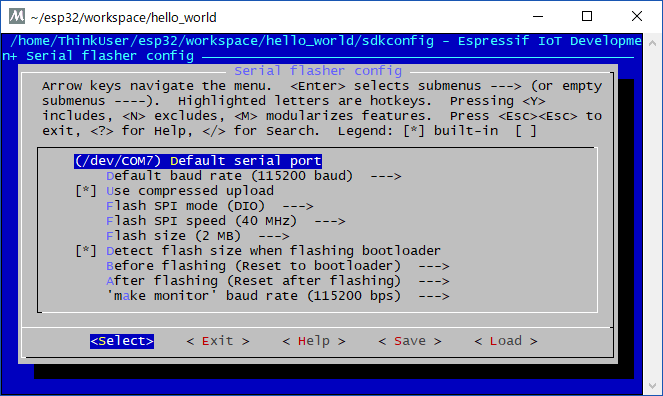 M ~/esp32/workspace/hello_world
/home/ThinkUser/esp32/workspace/hello_world/sdkconfig - Espressif IoT Developme
n+ Serial flasher config
Serial flasher config
Arrow keys navigate the menu.  <Enter> selects submenus ---> (or empty
submenus ----).  Highlighted letters are hotkeys.  Pressing <Y>
includes, <N> excludes, <M> modularizes features.  Press <Esc><Esc> to
exit, <?> for Help, </> for Search.  Legend: [*] built-in  [ ]
(/dev/COM7) Default serial port
Default baud rate (115200 baud)  --->
[*] Use compressed upload
Flash SPI mode (DIO)  --->
Flash SPI speed (40 MHz)  --->
Flash size (2 MB)  --->
[*] Detect flash size when flashing bootloader
Before flashing (Reset to bootloader)  --->
After flashing (Reset after flashing)  --->
'make monitor' baud rate (115200 bps)  --->
<Select>    < Exit >    < Help >    < Save >    < Load >